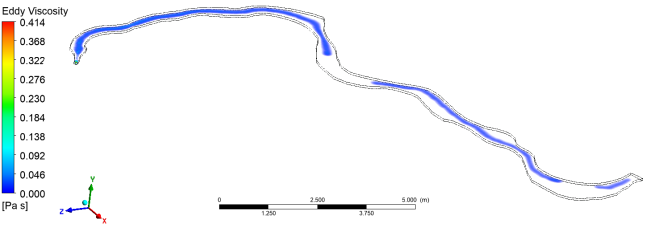 Eddy Viscosity
0.414
0.368
0.322
0.276
0.230
0.184
0.138
0.092
0.046
0.000
[Pa s]
Y
Z
X
0 2.500 5.000 (m)
1.250 3.750